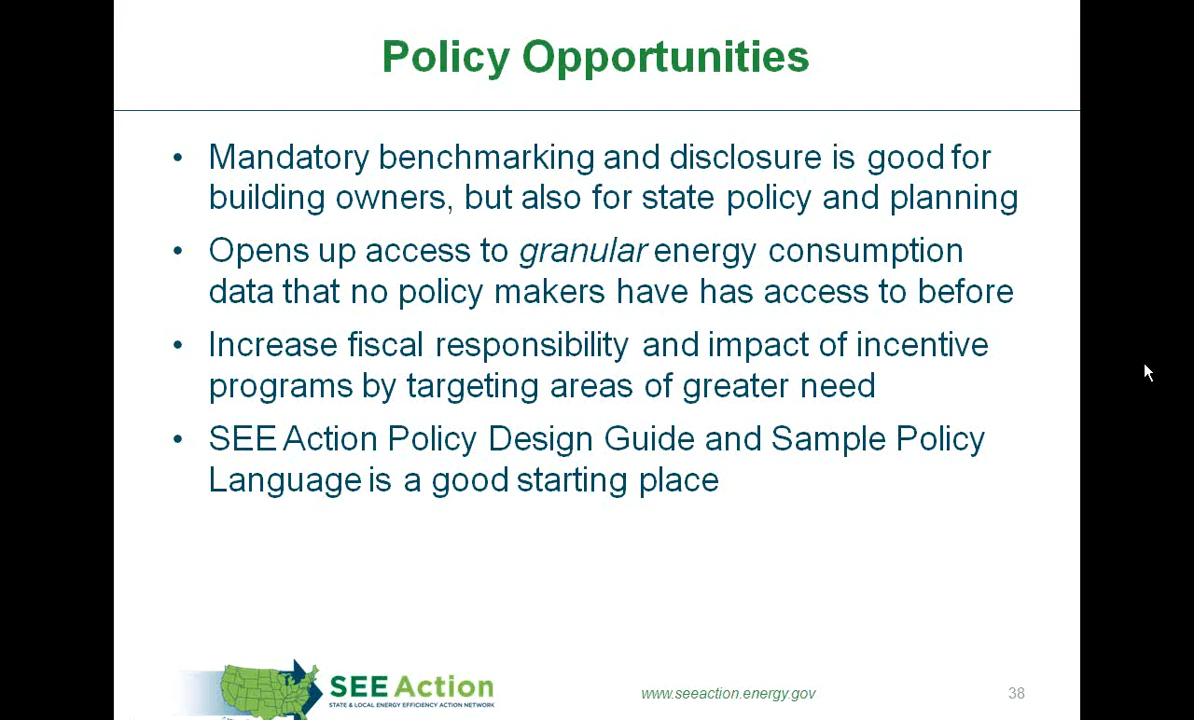 Policy Opportunities
• Mandatory benchmarking and disclosure is good for
building owners, but also for state policy and planning
• Opens up access to granular energy consumption
data that no policy makers have has access to before
• Increase fiscal responsibility and impact of incentive
programs by targeting areas of greater need
• SEE Action Policy Design Guide and Sample Policy
Language is a good starting place
SEE Action
STATE & LOCAL ENERGY EFFICIENCY ACTION NETWORK
www.seeaction.energy.gov
38